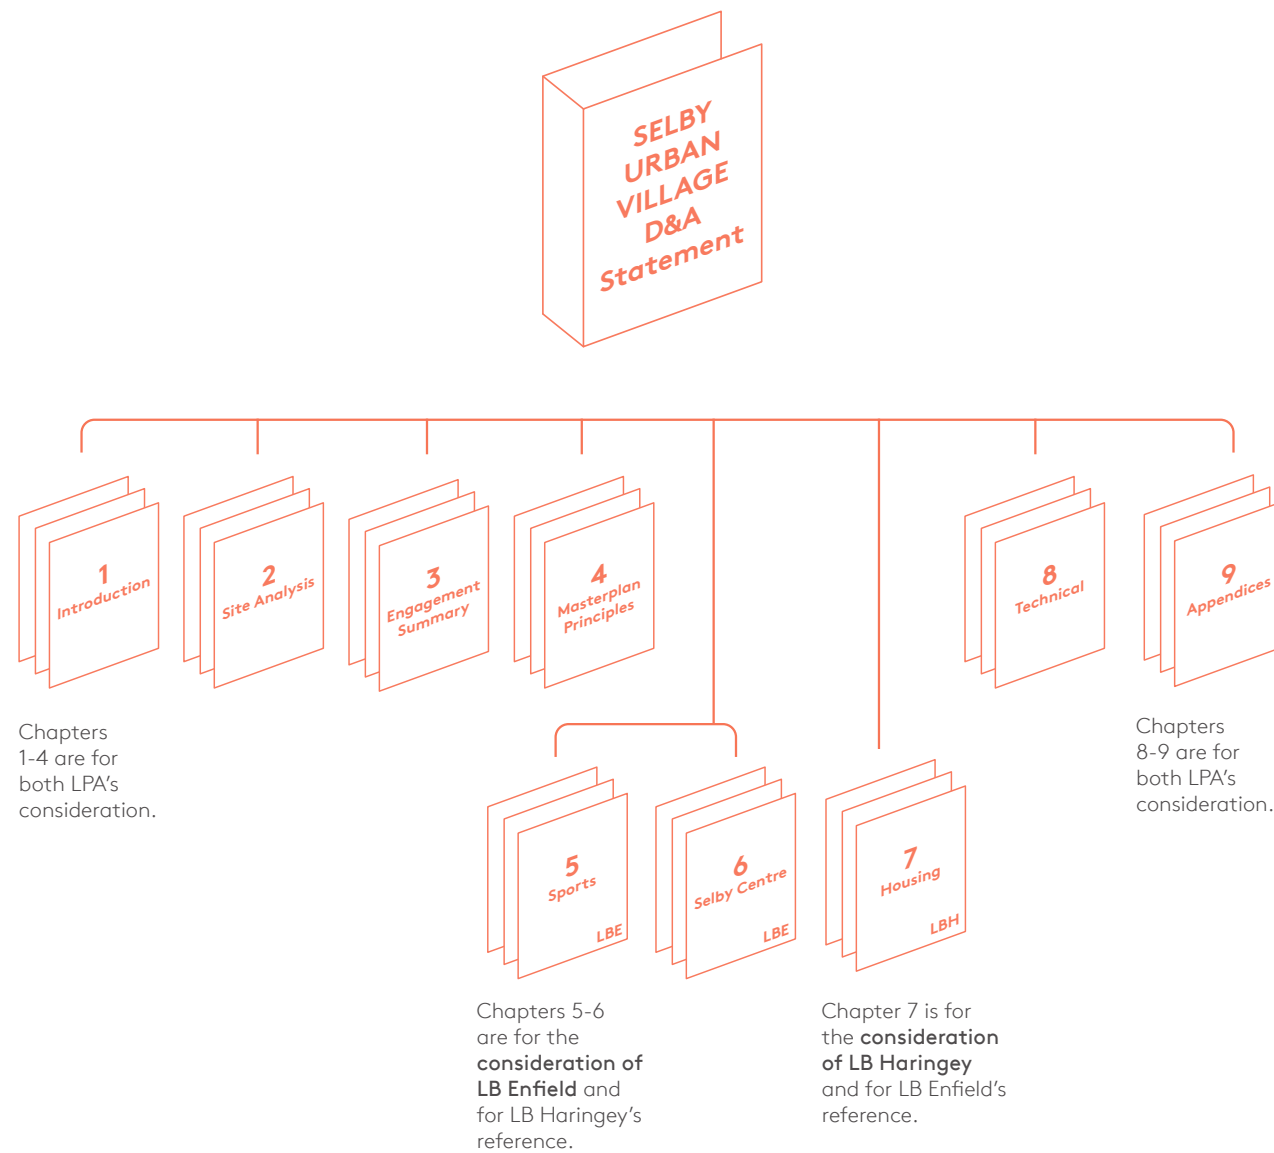 SELBY
URBAN
VILLAGE
D&A
Statement
1
Introduction
2
Site Analysis
3
Engagement
Summary
4
Masterplan
Principles
8
Technical
9
Appendices
Chapters
1-4 are for
both LPA's
consideration.
Chapters
8-9 are for
both LPA's
consideration.
5
Sports
LBE
6
Selby Centre
LBE
7
Housing
LBH
Chapters 5-6
are for the
consideration of
LB Enfield and
for LB Haringey's
reference.
Chapter 7 is for
the consideration
of LB Haringey
and for LB Enfield's
reference.